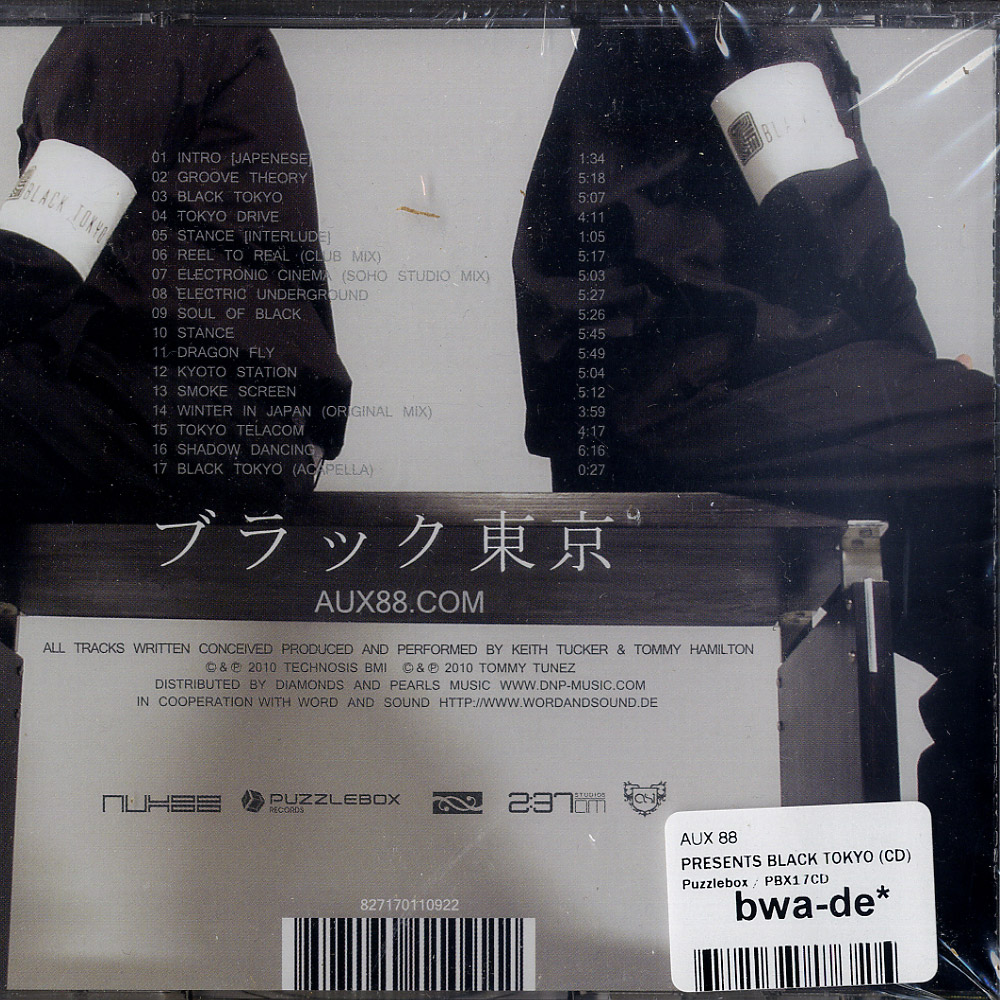 BLACK TOKYO
BLA
01 INTRO [JAPENESE] 1:34
02 GROOVE THEORY 5:18
03 BLACK TOKYO 5:07
04 TOKYO DRIVE 4:11
05 STANCE [INTERLUDE] 1:05
06 REEL TO REAL (CLUB MIX) 5:17
07 ELECTRONIC CINEMA (SOHO STUDIO MIX) 5:03
08 ELECTRIC UNDERGROUND 5:27
09 SOUL OF BLACK 5:26
10 STANCE 5:45
11 DRAGON FLY 5:49
12 KYOTO STATION 5:04
13 SMOKE SCREEN 5:12
14 WINTER IN JAPAN (ORIGINAL MIX) 3:59
15 TOKYO TELACOM 4:17
16 SHADOW DANCING 6:16
17 BLACK TOKYO (ACAPELLA) 0:27
ブラック東京
AUX88.COM
ALL TRACKS WRITTEN CONCEIVED PRODUCED AND PERFORMED BY KEITH TUCKER & TOMMY HAMILTON
©&℗ 2010 TECHNOSIS BMI ©&℗ 2010 TOMMY TUNEZ
DISTRIBUTED BY DIAMONDS AND PEARLS MUSIC WWW.DNP-MUSIC.COM
IN COOPERATION WITH WORD AND SOUND HTTP://WWW.WORDANDSOUND.DE
AUX88 PUZZLEBOX RECORDS 2:37 STUDIOS
827170110922
AUX 88
PRESENTS BLACK TOKYO (CD)
Puzzlebox / PBX17CD
bwa-de*